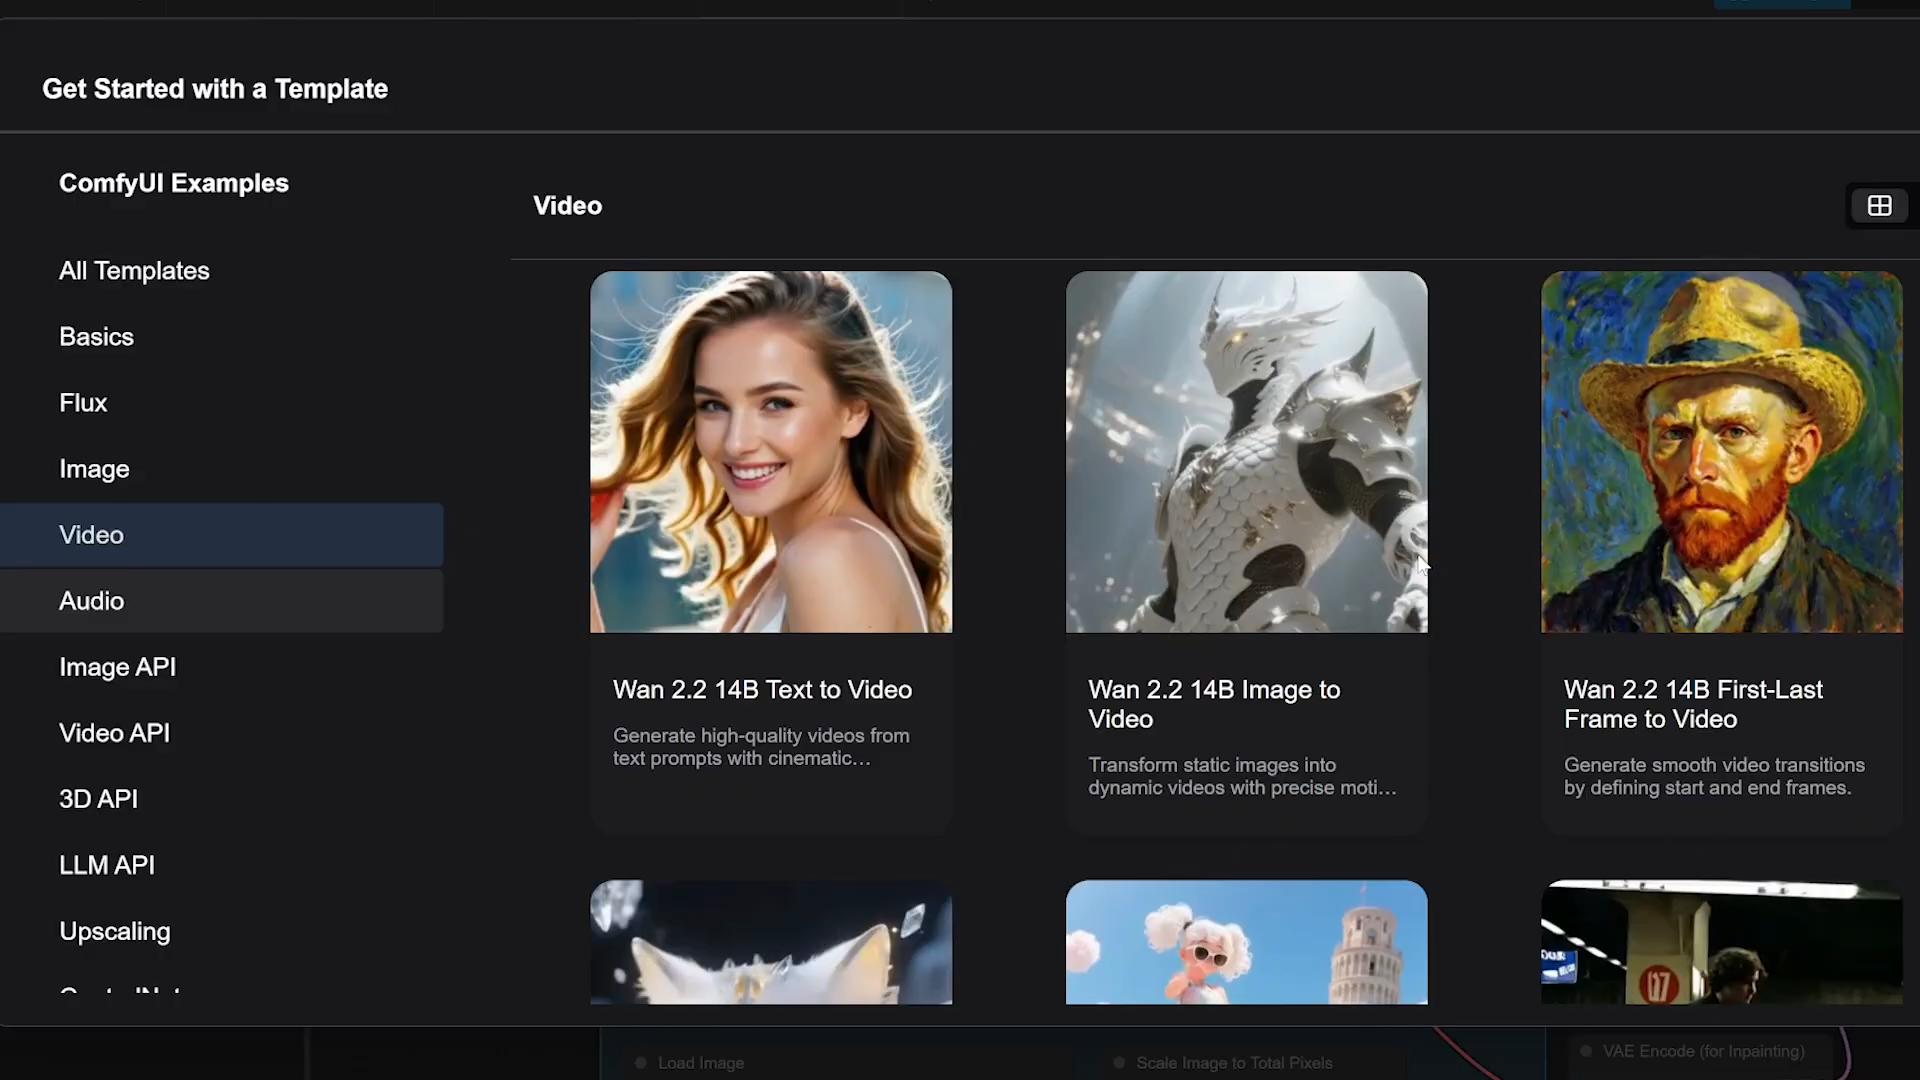 Get Started with a Template
ComfyUI Examples
All Templates
Basics
Flux
Image
Video
Audio
Image API
Video API
3D API
LLM API
Upscaling
Video
Wan 2.2 14B Text to Video
Generate high-quality videos from
text prompts with cinematic...
Wan 2.2 14B Image to
Video
Transform static images into
dynamic videos with precise moti...
Wan 2.2 14B First-Last
Frame to Video
Generate smooth video transitions
by defining start and end frames.
17
Load Image
Scale Image to Total Pixels
VAE Encode (for Inpainting)